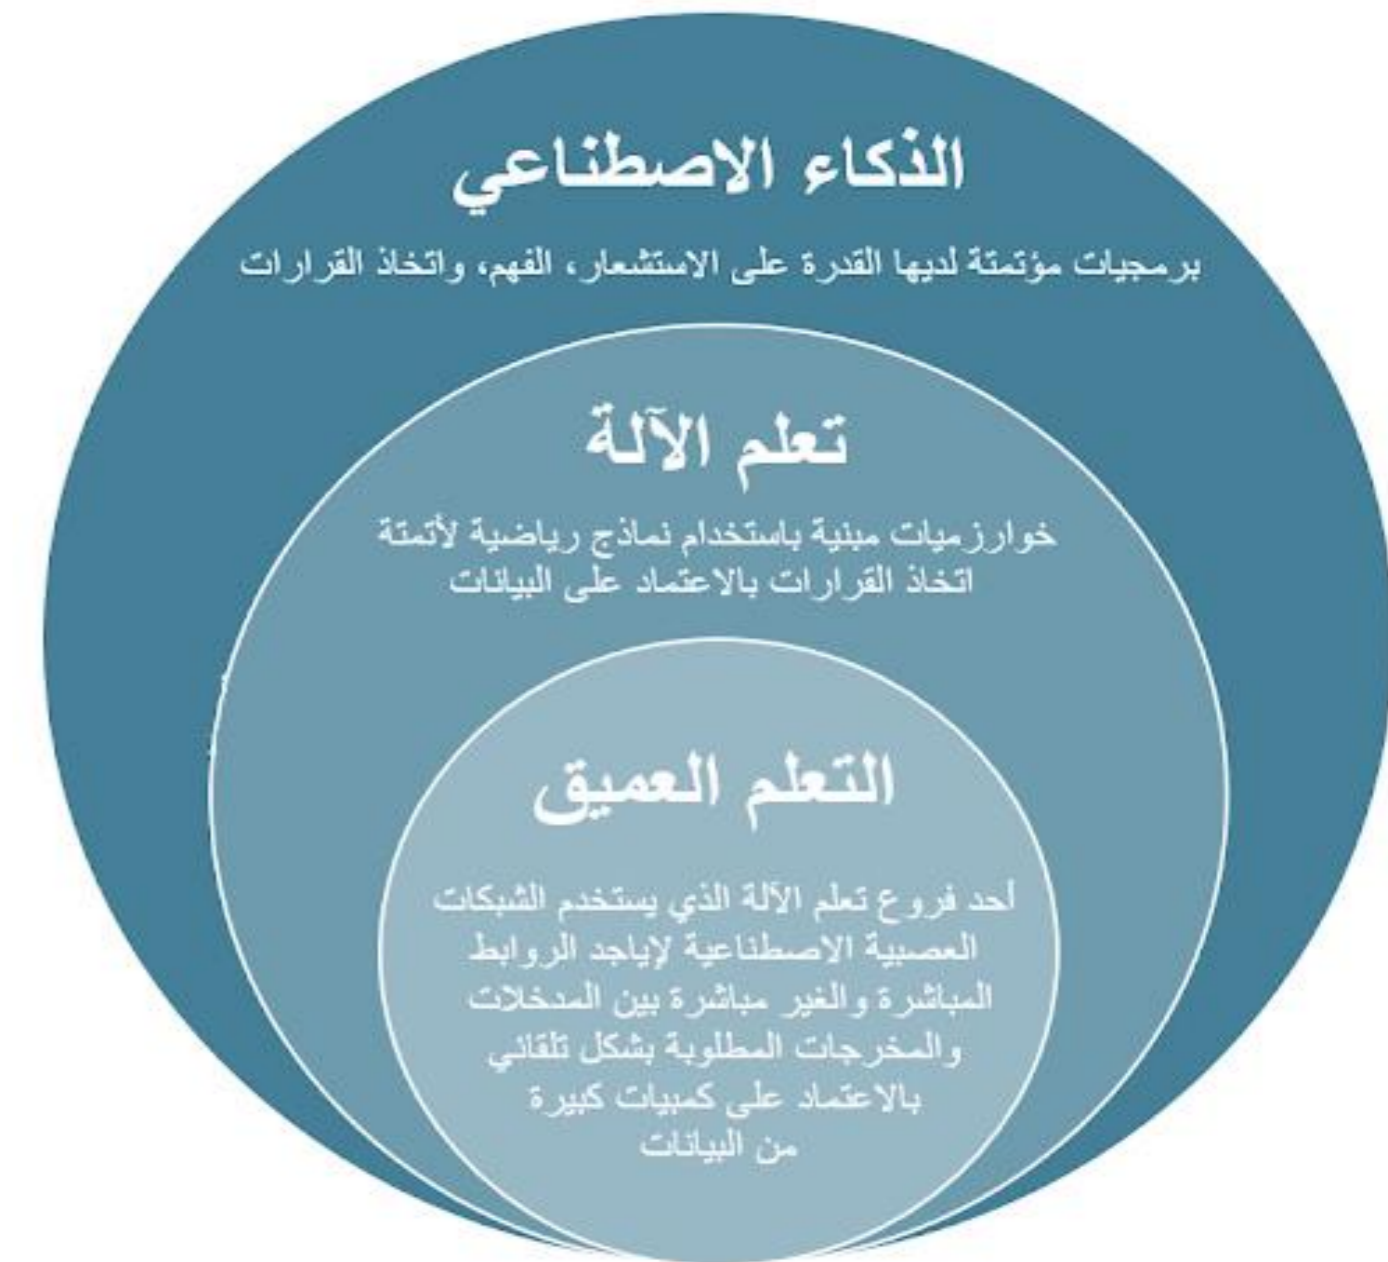 الذكاء الاصطناعي
برمجيات مؤتمتة لديها القدرة على الاستشعار، الفهم، واتخاذ القرارات
تعلم الآلة
خوارزميات مبنية باستخدام نماذج رياضية لأتمتة
اتخاذ القرارات بالاعتماد على البيانات
التعلم العميق
أحد فروع تعلم الآلة الذي يستخدم الشبكات
العصبية الاصطناعية لإياجد الروابط
المباشرة والغير مباشرة بين المدخلات
والمخرجات المطلوبة بشكل تلقائي
بالاعتماد على كمبيات كبيرة
من البيانات